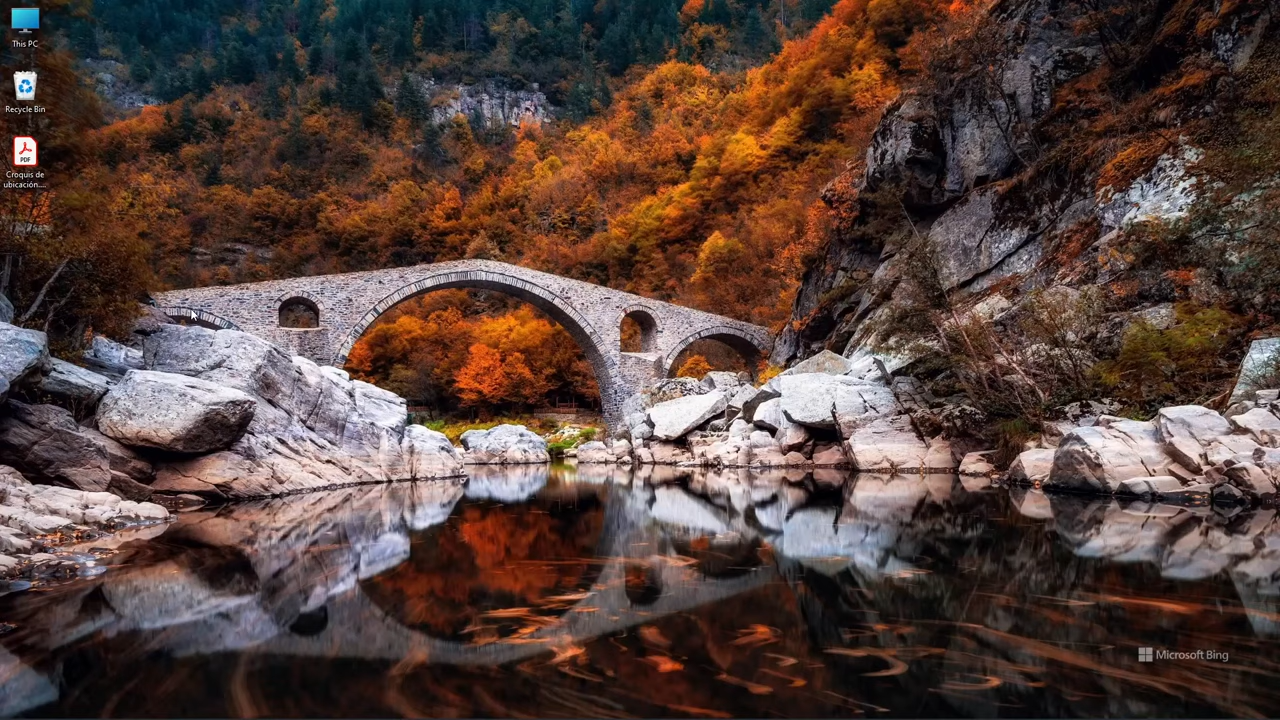 This PC
Recycle Bin
PDF
Croquis de
ubicación....
Microsoft Bing